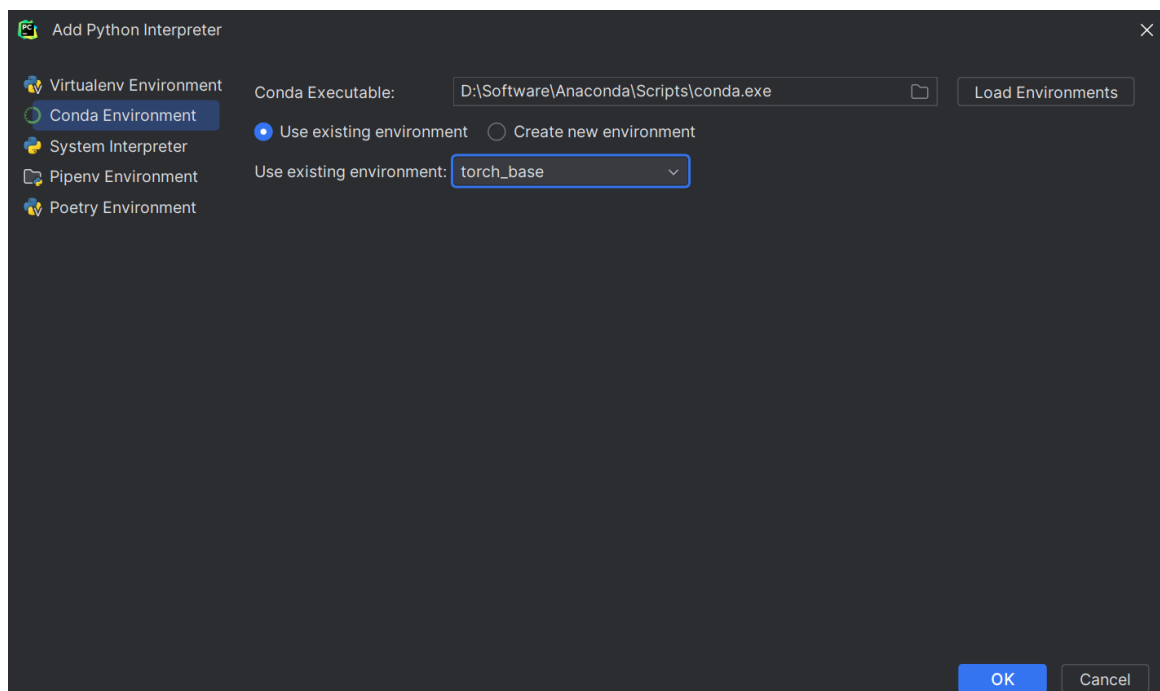 PC
Add Python Interpreter
Virtualenv Environment
Conda Environment
System Interpreter
Pipenv Environment
Poetry Environment
Conda Executable: D:\Software\Anaconda\Scripts\conda.exe Load Environments
Use existing environment Create new environment
Use existing environment: torch_base
OK Cancel